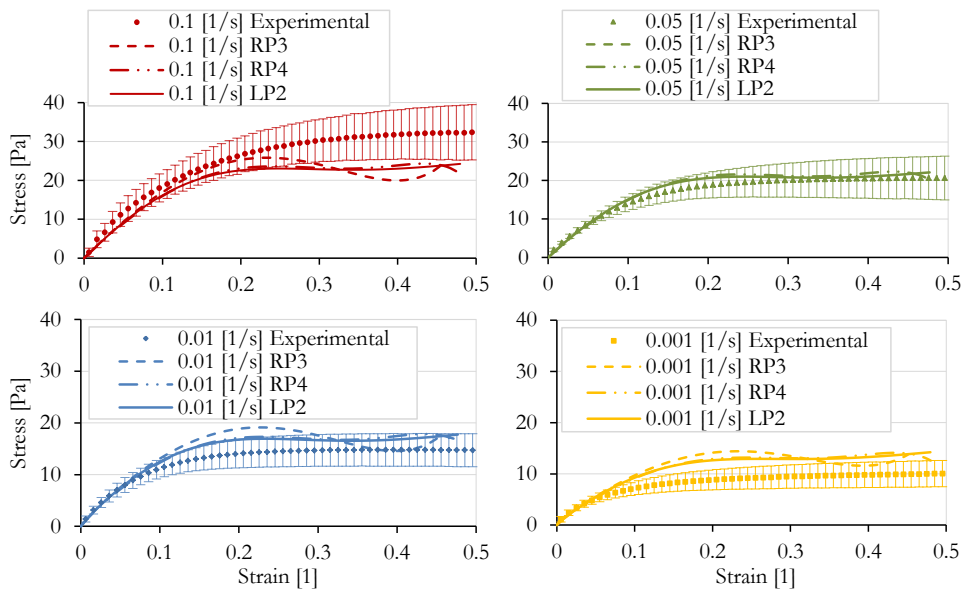 0.1 [1/s] Experimental
0.1 [1/s] RP3
0.1 [1/s] RP4
0.1 [1/s] LP2
40
30
20
10
0
Stress [Pa]
0
0.1
0.2
0.3
0.4
0.5
0.05 [1/s] Experimental
0.05 [1/s] RP3
0.05 [1/s] RP4
0.05 [1/s] LP2
40
30
20
10
0
0
0.1
0.2
0.3
0.4
0.5
0.01 [1/s] Experimental
0.01 [1/s] RP3
0.01 [1/s] RP4
0.01 [1/s] LP2
40
30
20
10
0
Stress [Pa]
0
0.1
0.2
0.3
0.4
0.5
Strain [1]
0.001 [1/s] Experimental
0.001 [1/s] RP3
0.001 [1/s] RP4
0.001 [1/s] LP2
40
30
20
10
0
0
0.1
0.2
0.3
0.4
0.5
Strain [1]